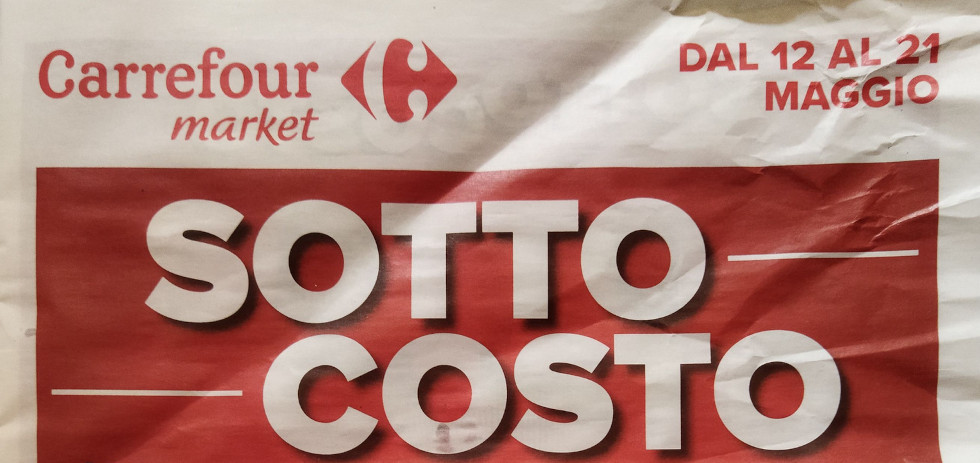 Carrefour
market
DAL 12 AL 21
MAGGIO
SOTTO
COSTO